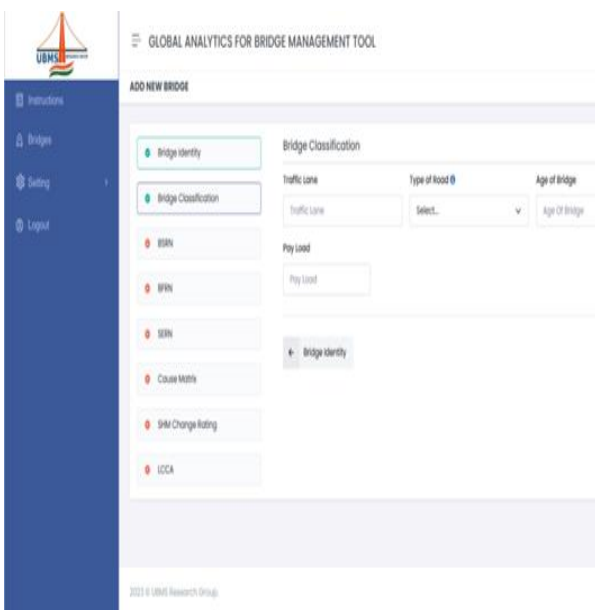 UBMS
GLOBAL ANALYTICS FOR BRIDGE MANAGEMENT TOOL
ADD NEW BRIDGE
Instructions
Bridges
Setting
Logout
Bridge Identity
Bridge Classification
BSRN
BFRN
SERN
Cause Matrix
SHM Change Rating
LCCA
Bridge Classification
Traffic Lane
Type of Road
Age of Bridge
Traffic Lane
Select...
Age Of Bridge
Pay Load
Pay Load
Bridge Identity
2023 © UBMS Research Group.